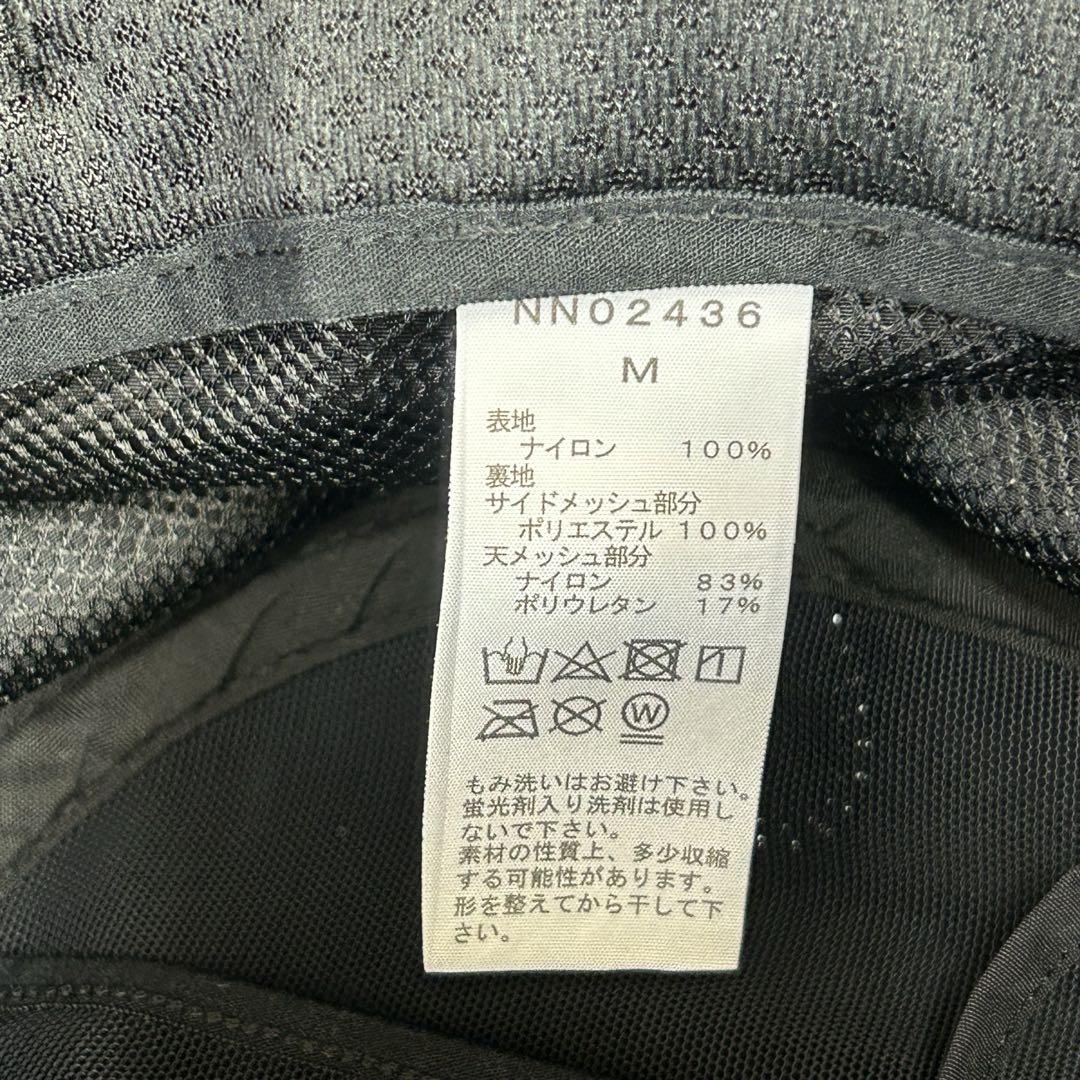 NN02436
M
表地
ナイロン 100%
裏地
サイドメッシュ部分
ポリエステル 100%
天メッシュ部分
ナイロン 83%
ポリウレタン 17%
W
もみ洗いはお避け下さい。
蛍光剤入り洗剤は使用し
ないで下さい。
素材の性質上、多少収縮
する可能性があります。
形を整えてから干して下
さい。